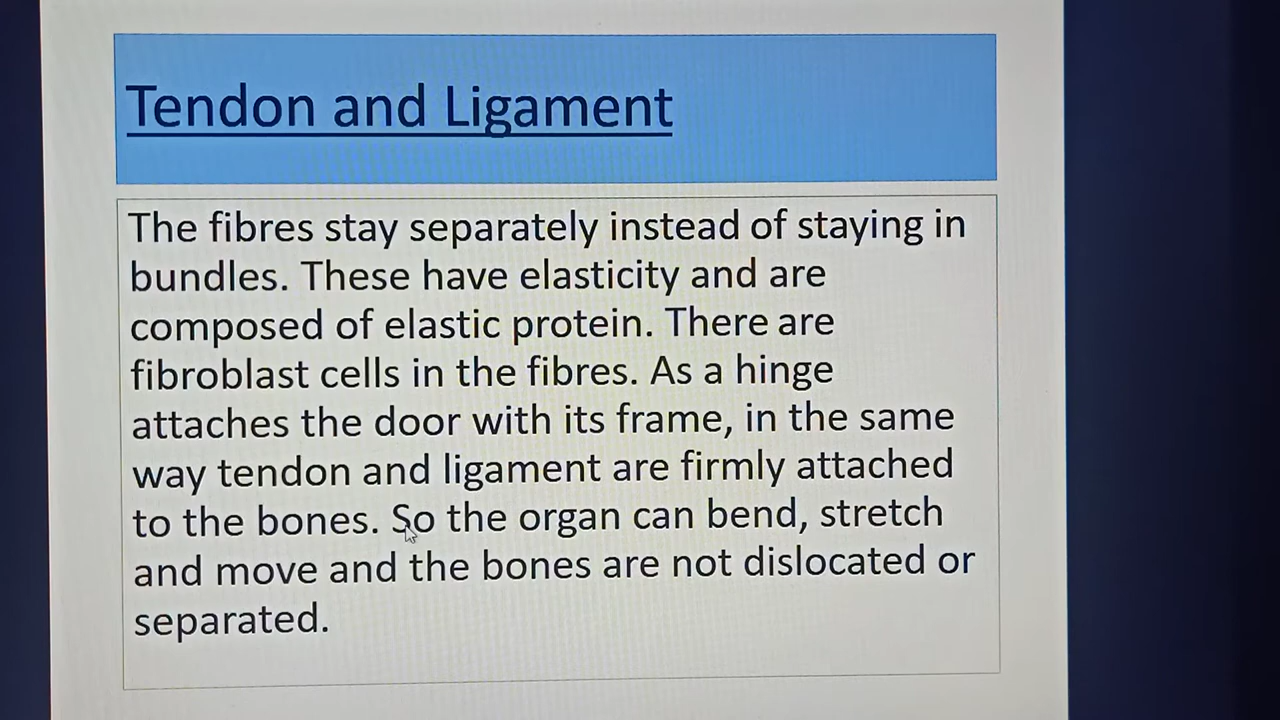 Tendon and Ligament
The fibres stay separately instead of staying in
bundles. These have elasticity and are
composed of elastic protein. There are
fibroblast cells in the fibres. As a hinge
attaches the door with its frame, in the same
way tendon and ligament are firmly attached
to the bones. So the organ can bend, stretch
and move and the bones are not dislocated or
separated.